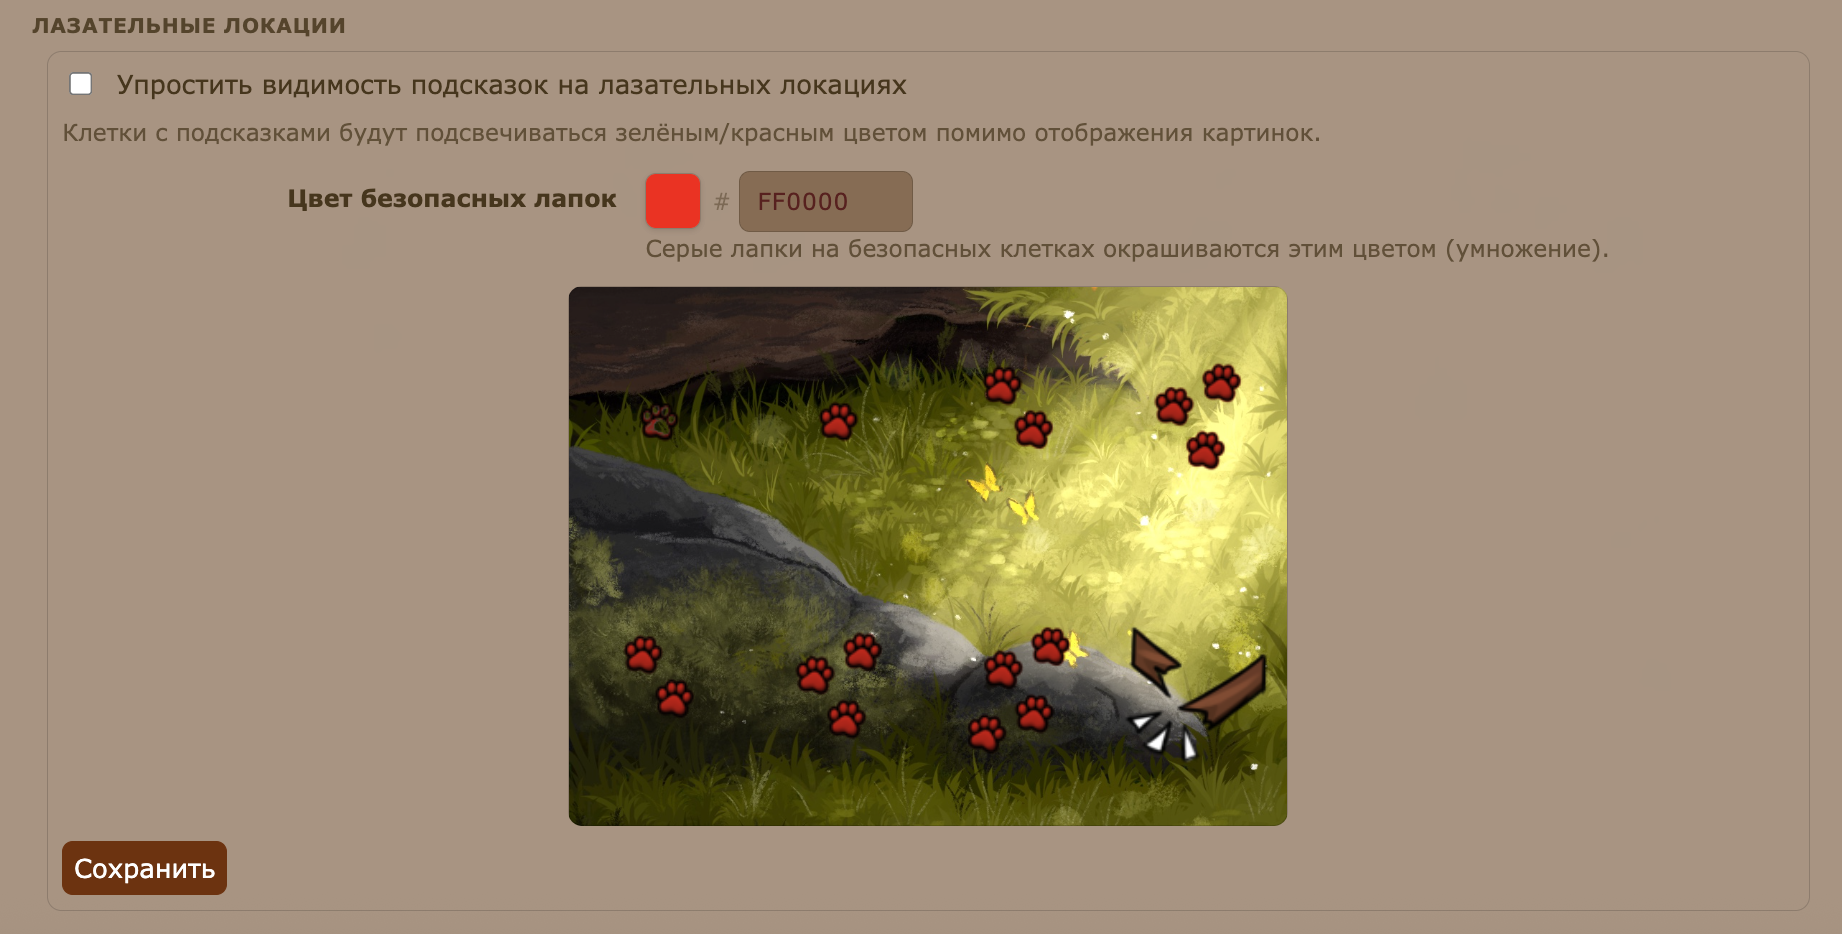 ЛАЗАТЕЛЬНЫЕ ЛОКАЦИИ
Упростить видимость подсказок на лазательных локациях
Клетки с подсказками будут подсвечиваться зелёным/красным цветом помимо отображения картинок.
Цвет безопасных лапок # FF0000
Серые лапки на безопасных клетках окрашиваются этим цветом (умножение).
Сохранить